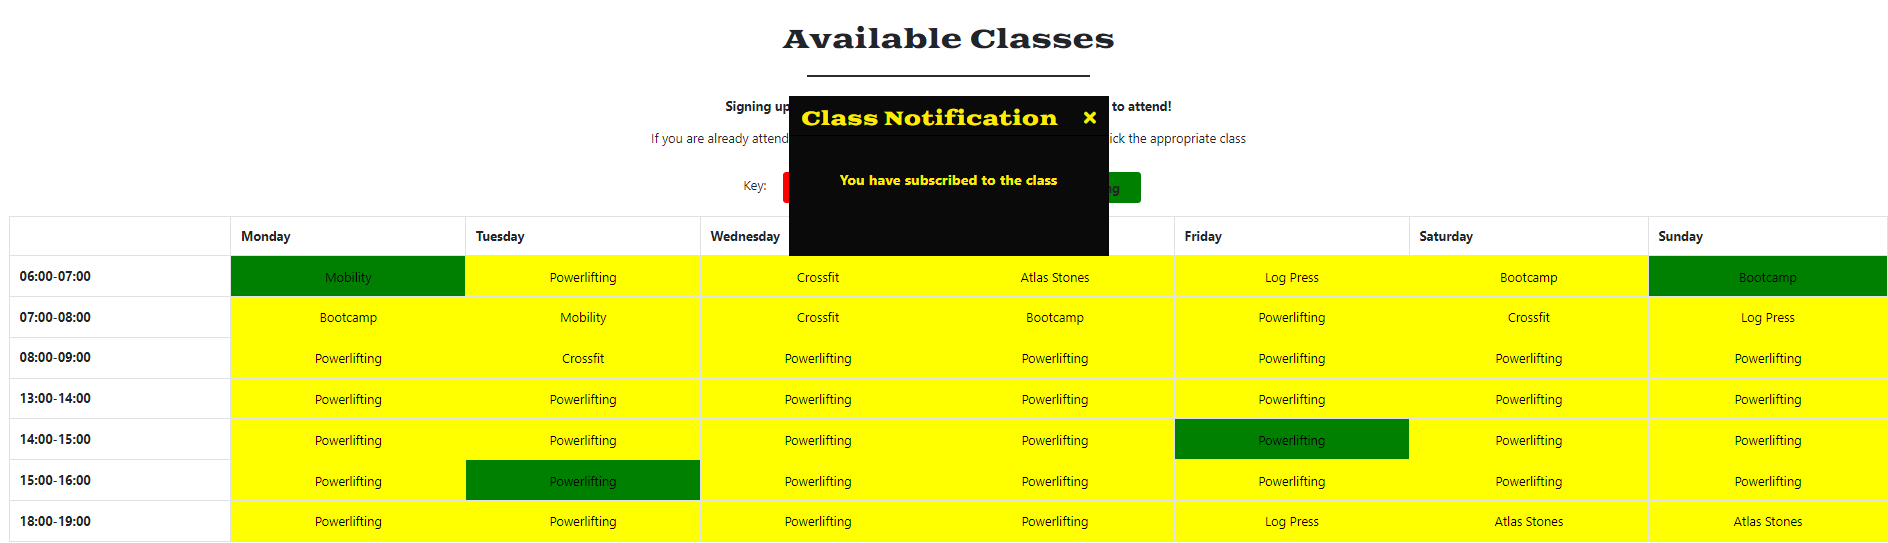 Available Classes
Signing up to attend!
Class Notification ×
If you are already attend ick the appropriate class
You have subscribed to the class
Key:
Monday Tuesday Wednesday Friday Saturday Sunday
06:00-07:00 Mobility Powerlifting Crossfit Atlas Stones Log Press Bootcamp Bootcamp
07:00-08:00 Bootcamp Mobility Crossfit Bootcamp Powerlifting Crossfit Log Press
08:00-09:00 Powerlifting Crossfit Powerlifting Powerlifting Powerlifting Powerlifting Powerlifting
13:00-14:00 Powerlifting Powerlifting Powerlifting Powerlifting Powerlifting Powerlifting Powerlifting
14:00-15:00 Powerlifting Powerlifting Powerlifting Powerlifting Powerlifting Powerlifting Powerlifting
15:00-16:00 Powerlifting Powerlifting Powerlifting Powerlifting Powerlifting Powerlifting Powerlifting
18:00-19:00 Powerlifting Powerlifting Powerlifting Powerlifting Log Press Atlas Stones Atlas Stones